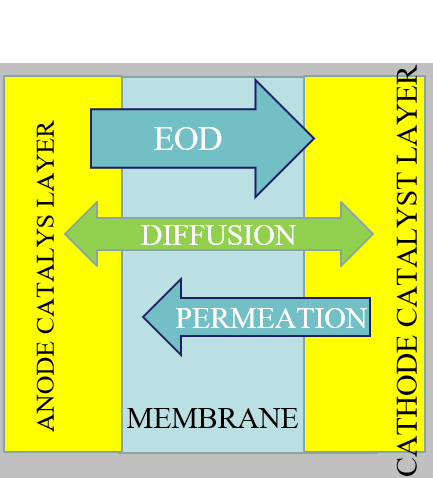 ANODE CATALYS LAYER
EOD
DIFFUSION
PERMEATION
MEMBRANE
CATHODE CATALYST LAYER